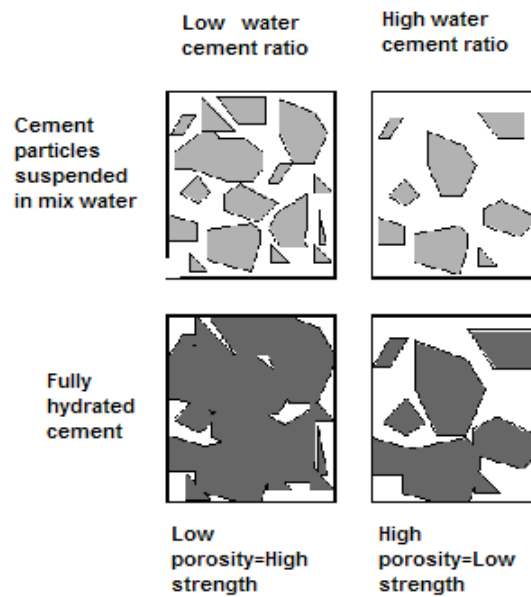 Low water
cement ratio
High water
cement ratio
Cement
particles
suspended
in mix water
Fully
hydrated
cement
Low
porosity=High
strength
High
porosity=Low
strength